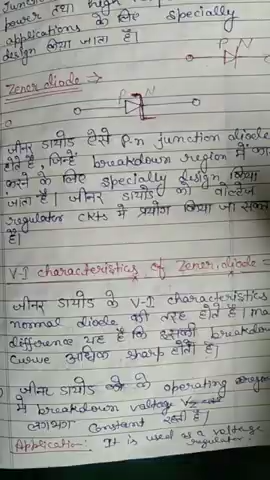 power तथा high
applications के लिए specially
design किया जाता है।
P N
Zener diode →
P N
जीनर डायोड ऐसे P.n junction diode
होते हैं, जिन्हें breakdown region में का
करने के लिए specially design किया
जाता है। जीनर डायोड को वोल्टेज
regulator ckts में प्रयोग किया जा सकत
है।
V-I characteristics of Zener diode =
जीनर डायोड के V-I characteristics
normal diode की तरह होते हैं। ma
difference यह है कि इसकी breakdow
curve अधिक sharp होती है।
जीनर डायोड को के operating region
में breakdown voltage
लगभग constant रहती है।
Application: It is used as a voltage
regulator.